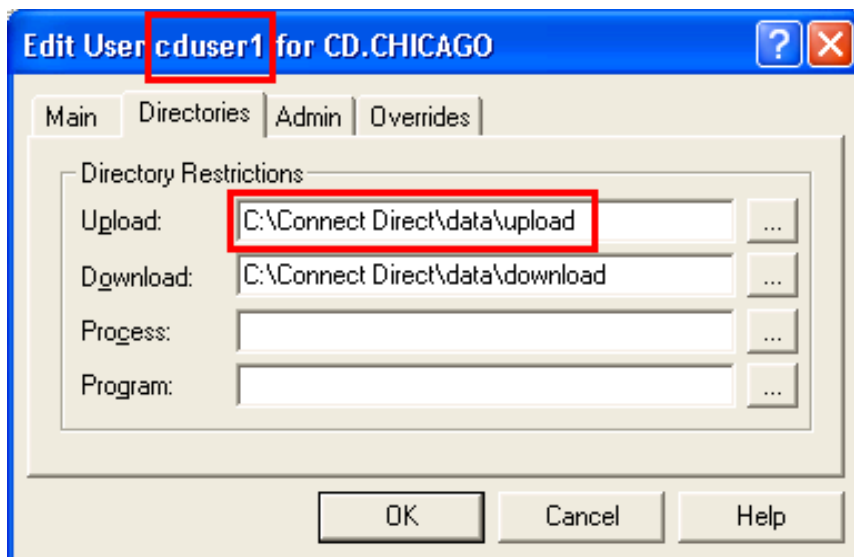 Edit User cduser1 for CD.CHICAGO
Main Directories Admin Overrides
Directory Restrictions
Upload: C:\Connect Direct\data\upload ...
Download: C:\Connect Direct\data\download ...
Process: ...
Program: ...
OK Cancel Help